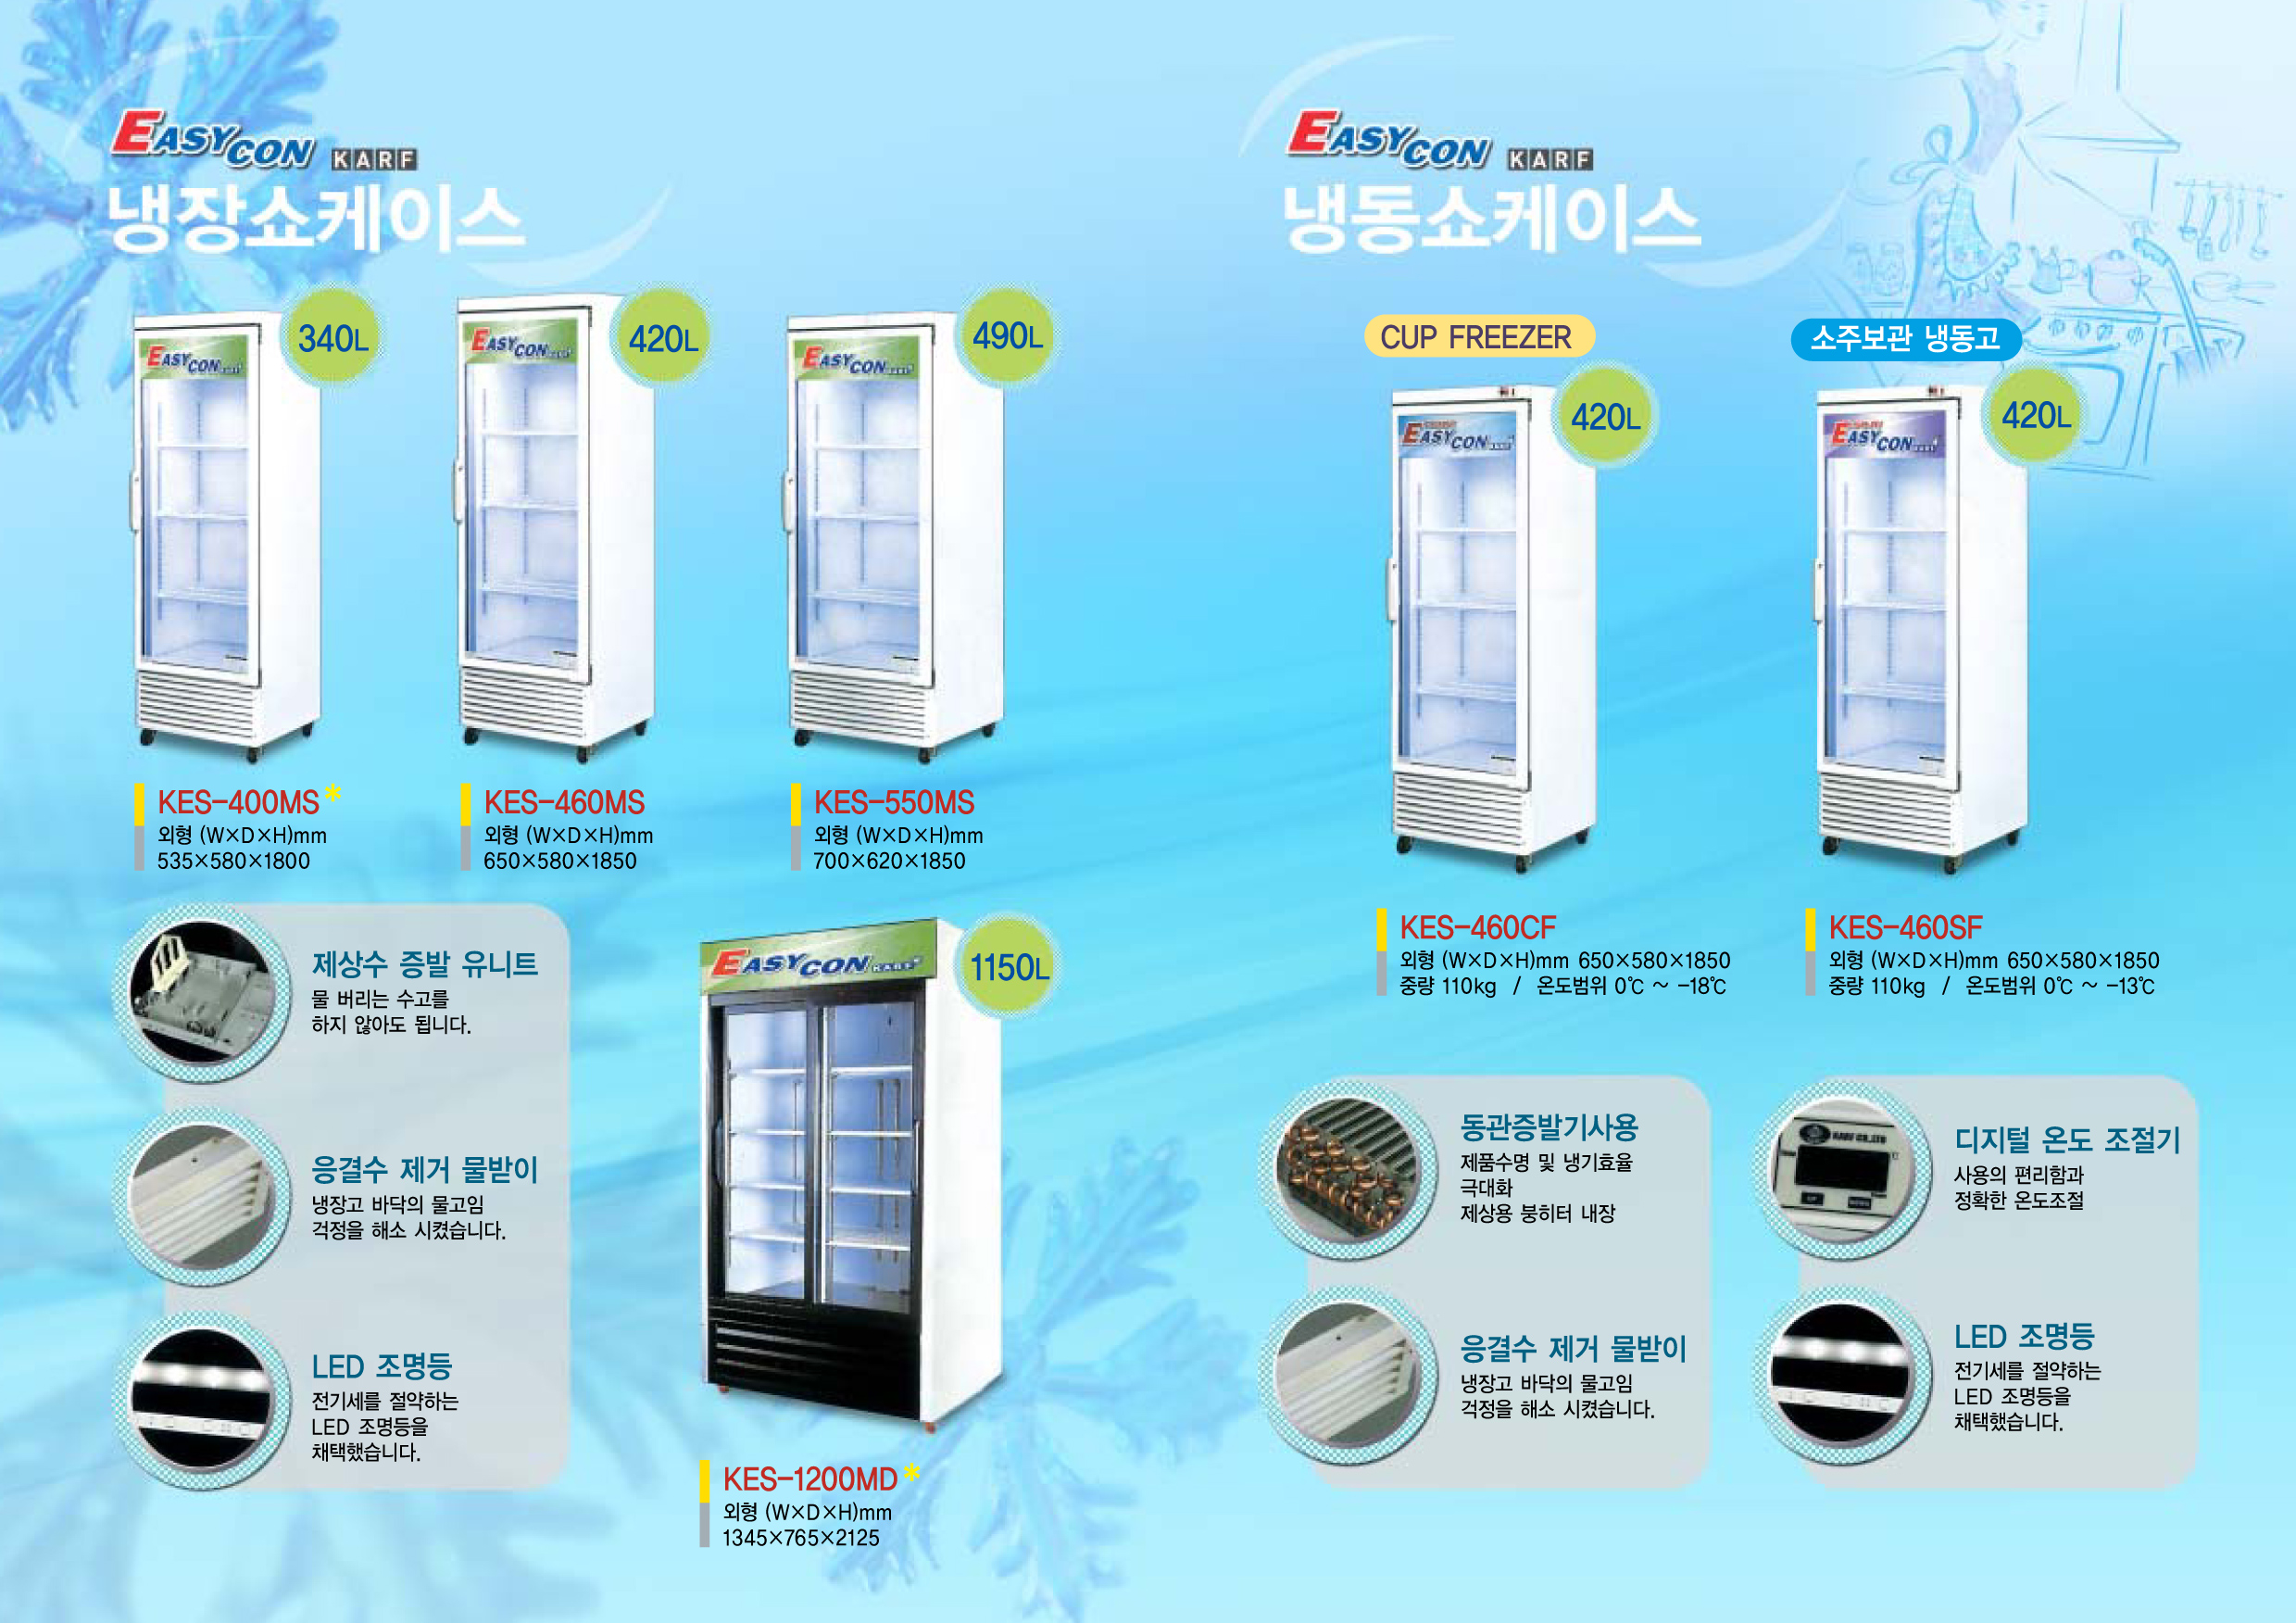 EASYCON KARF
냉장쇼케이스
340L
420L
490L
EASYCON
EASYCON
EASYCON
KES-400MS*
외형 (W×D×H)mm
535×580×1800
KES-460MS
외형 (W×D×H)mm
650×580×1850
KES-550MS
외형 (W×D×H)mm
700×620×1850
제상수 증발 유니트
물 버리는 수고를
하지 않아도 됩니다.
응결수 제거 물받이
냉장고 바닥의 물고임
걱정을 해소 시켰습니다.
LED 조명등
전기세를 절약하는
LED 조명등을
채택했습니다.
1150L
EASYCON KARF
KES-1200MD*
외형 (W×D×H)mm
1345×765×2125
EASYCON KARF
냉동쇼케이스
CUP FREEZER
420L
EASYCON
소주보관 냉동고
420L
EASYCON
KES-460CF
외형 (W×D×H)mm 650×580×1850
중량 110kg / 온도범위 0℃ ~ -18℃
KES-460SF
외형 (W×D×H)mm 650×580×1850
중량 110kg / 온도범위 0℃ ~ -13℃
동관증발기사용
제품수명 및 냉기효율
극대화
제상용 봉히터 내장
응결수 제거 물받이
냉장고 바닥의 물고임
걱정을 해소 시켰습니다.
KARF CO.,LTD
디지털 온도 조절기
사용의 편리함과
정확한 온도조절
LED 조명등
전기세를 절약하는
LED 조명등을
채택했습니다.